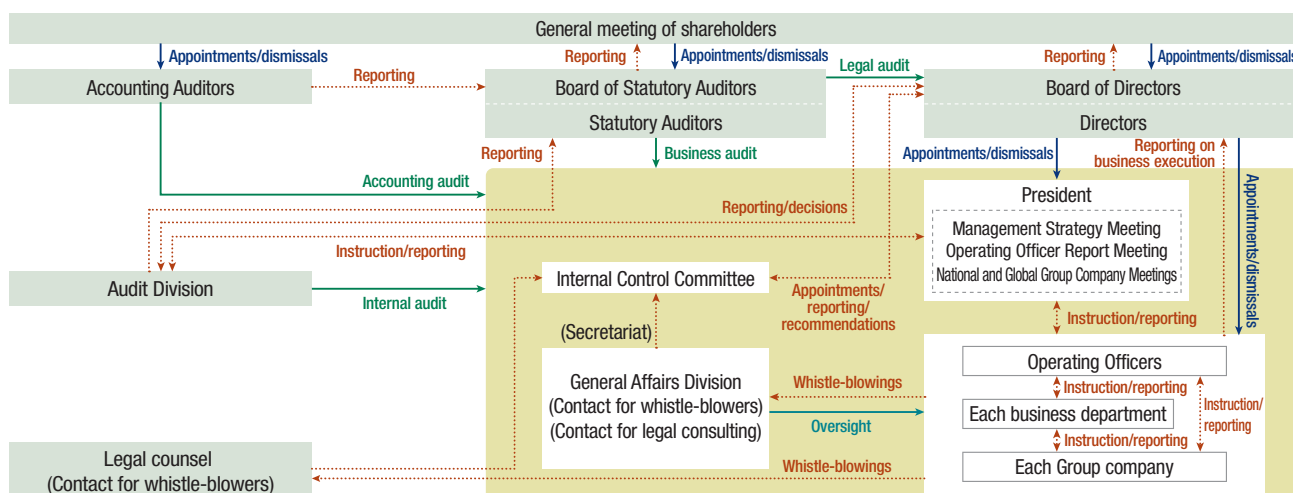 General meeting of shareholders
Appointments/dismissals
Reporting
Appointments/dismissals
Reporting
Appointments/dismissals
Accounting Auditors
Reporting
Board of Statutory Auditors
Legal audit
Board of Directors
Statutory Auditors
Directors
Reporting
Business audit
Appointments/dismissals
Reporting on
business execution
Accounting audit
Appointments/dismissals
President
Reporting/decisions
Management Strategy Meeting
Operating Officer Report Meeting
National and Global Group Company Meetings
Instruction/reporting
Audit Division
Internal audit
Internal Control Committee
Appointments/
reporting/
recommendations
(Secretariat)
Instruction/reporting
General Affairs Division
(Contact for whistle-blowers)
(Contact for legal consulting)
Whistle-blowings
Oversight
Operating Officers
Instruction/reporting
Each business department
Instruction/
reporting
Instruction/reporting
Each Group company
Legal counsel
(Contact for whistle-blowers)
Whistle-blowings